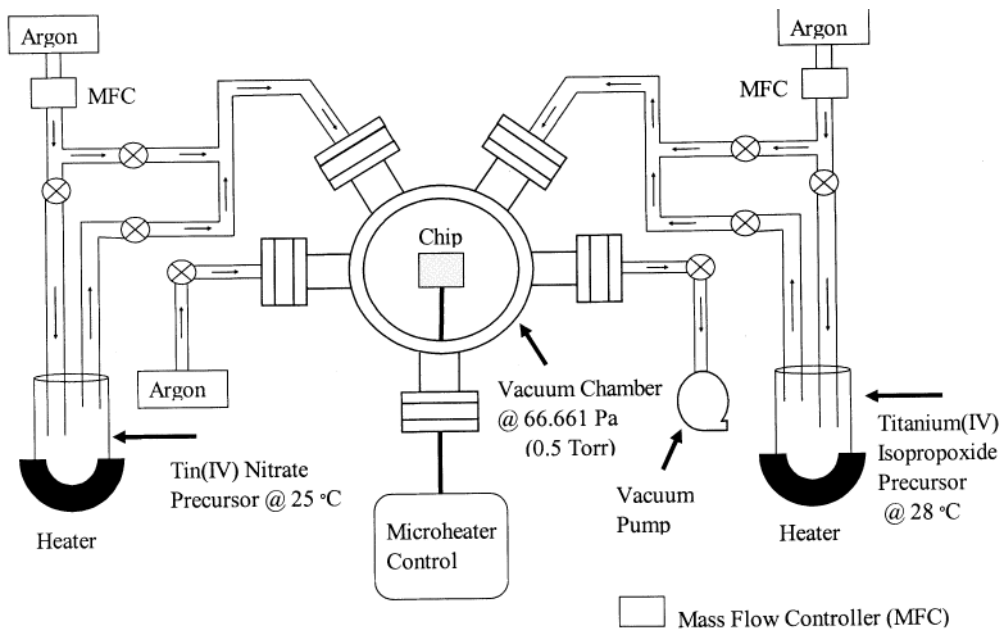 Argon
MFC
Argon
MFC
Chip
Argon
Vacuum Chamber
@ 66.661 Pa
(0.5 Torr)
Tin(IV) Nitrate
Precursor @ 25 °C
Heater
Microheater
Control
Vacuum
Pump
Titanium(IV)
Isopropoxide
Precursor
@ 28 °C
Heater
Mass Flow Controller (MFC)